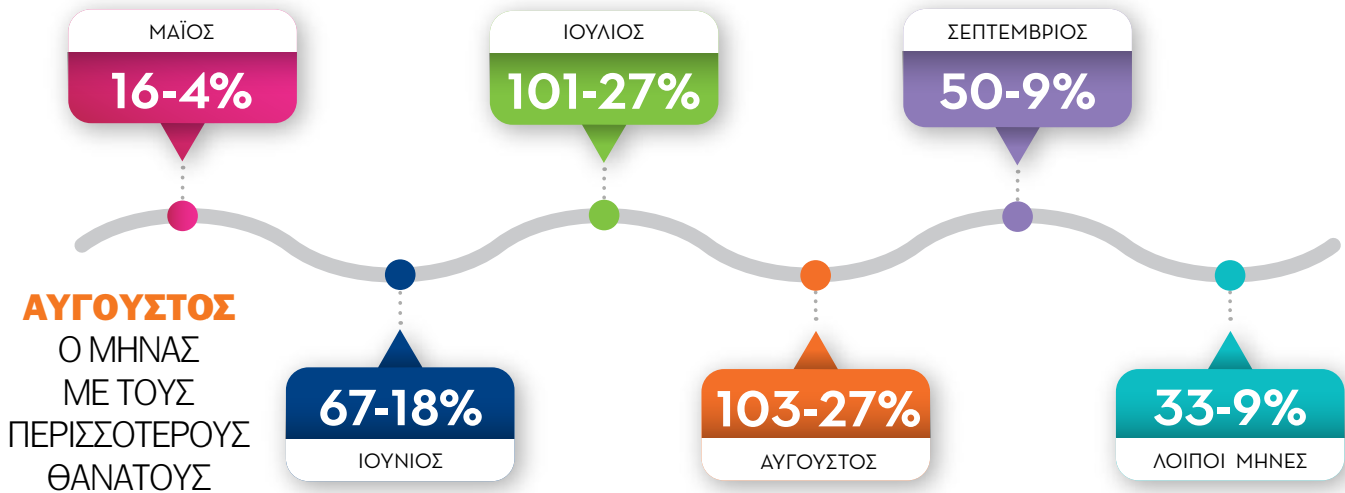 ΜΑΪΟΣ
16-4%
ΙΟΥΛΙΟΣ
101-27%
ΣΕΠΤΕΜΒΡΙΟΣ
50-9%
ΑΥΓΟΥΣΤΟΣ
Ο ΜΗΝΑΣ
ΜΕ ΤΟΥΣ
ΠΕΡΙΣΣΟΤΕΡΟΥΣ
ΘΑΝΑΤΟΥΣ
67-18%
ΙΟΥΝΙΟΣ
103-27%
ΑΥΓΟΥΣΤΟΣ
33-9%
ΛΟΙΠΟΙ ΜΗΝΕΣ